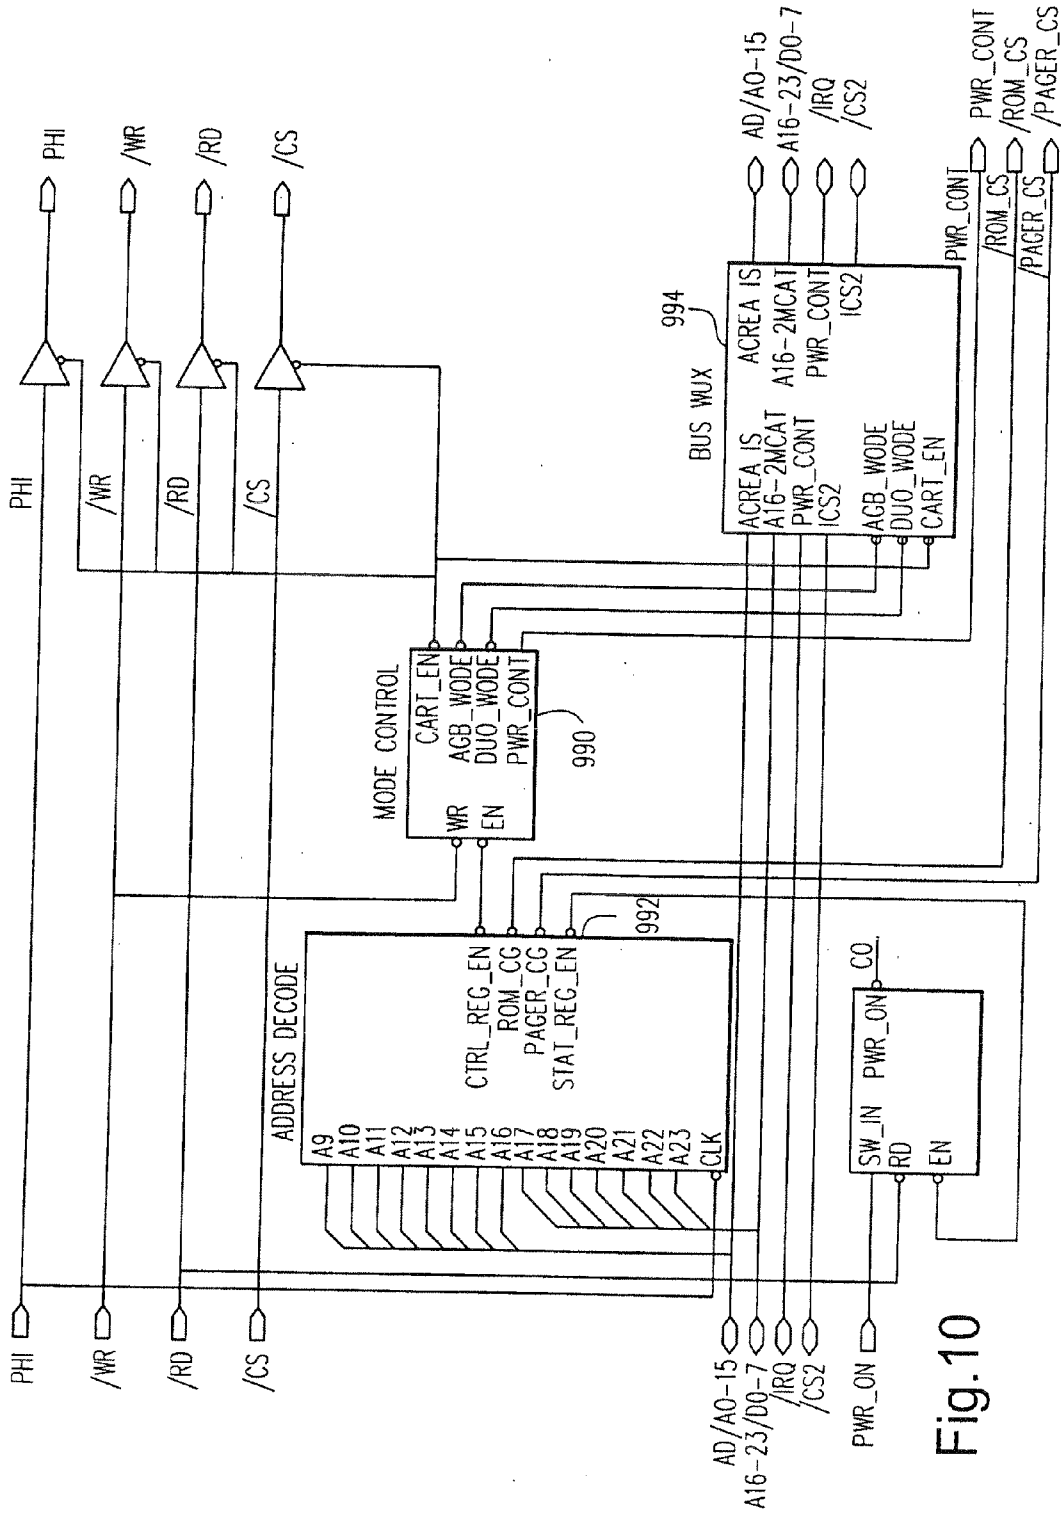 PHI
/WR
/RD
/CS
PHI
/WR
/RD
/CS
PHI
/WR
/RD
/CS
ADDRESS DECODE
A9
A10
A11
A12
A13
A14
A15
A16
A17
A18
A19
A20
A21
A22
A23
CLK
CTRL_REG_EN
ROM_CG
PAGER_CG
STAT_REG_EN
992
MODE CONTROL
WR
EN
CART_EN
AGB_WODE
DUO_WODE
PWR_CONT
990
BUS WUX
994
ACREA IS
A16-2MCAT
PWR_CONT
ICS2
AGB_WODE
DUO_WODE
CART_EN
ACREA IS
A16-2MCAT
PWR_CONT
ICS2
AD/AO-15
A16-23/DO-7
/IRQ
/CS2
PWR_CONT
/ROM_CS
/PAGER_CS
PWR_CONT
/ROM_CS
/PAGER_CS
AD/AO-15
A16-23/DO-7
/IRQ
/CS2
PWR_ON
SW_IN
RD
EN
PWR_ON
CO
Fig.10